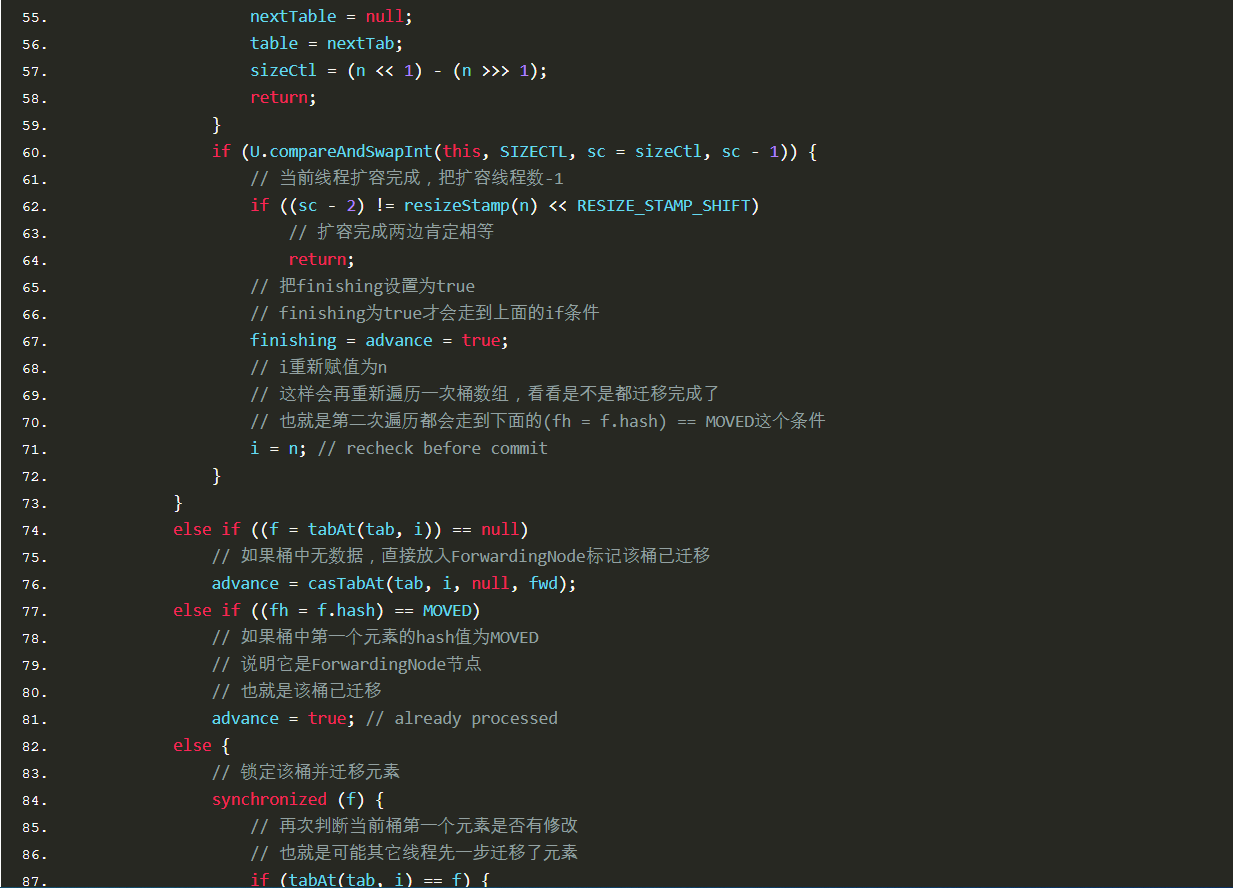 55. nextTable = null;
56. table = nextTab;
57. sizeCtl = (n << 1) - (n >>> 1);
58. return;
59. }
60. if (U.compareAndSwapInt(this, SIZECTL, sc = sizeCtl, sc - 1)) {
61. // 当前线程扩容完成，把扩容线程数-1
62. if ((sc - 2) != resizeStamp(n) << RESIZE_STAMP_SHIFT)
63. // 扩容完成两边肯定相等
64. return;
65. // 把finishing设置为true
66. // finishing为true才会走到上面的if条件
67. finishing = advance = true;
68. // i重新赋值为n
69. // 这样会再重新遍历一次桶数组，看看是不是都迁移完成了
70. // 也就是第二次遍历都会走到下面的(fh = f.hash) == MOVED这个条件
71. i = n; // recheck before commit
72. }
73. }
74. else if ((f = tabAt(tab, i)) == null)
75. // 如果桶中无数据，直接放入ForwardingNode标记该桶已迁移
76. advance = casTabAt(tab, i, null, fwd);
77. else if ((fh = f.hash) == MOVED)
78. // 如果桶中第一个元素的hash值为MOVED
79. // 说明它是ForwardingNode节点
80. // 也就是该桶已迁移
81. advance = true; // already processed
82. else {
83. // 锁定该桶并迁移元素
84. synchronized (f) {
85. // 再次判断当前桶第一个元素是否有修改
86. // 也就是可能其它线程先一步迁移了元素
87. if (tabAt(tab, i) == f) {